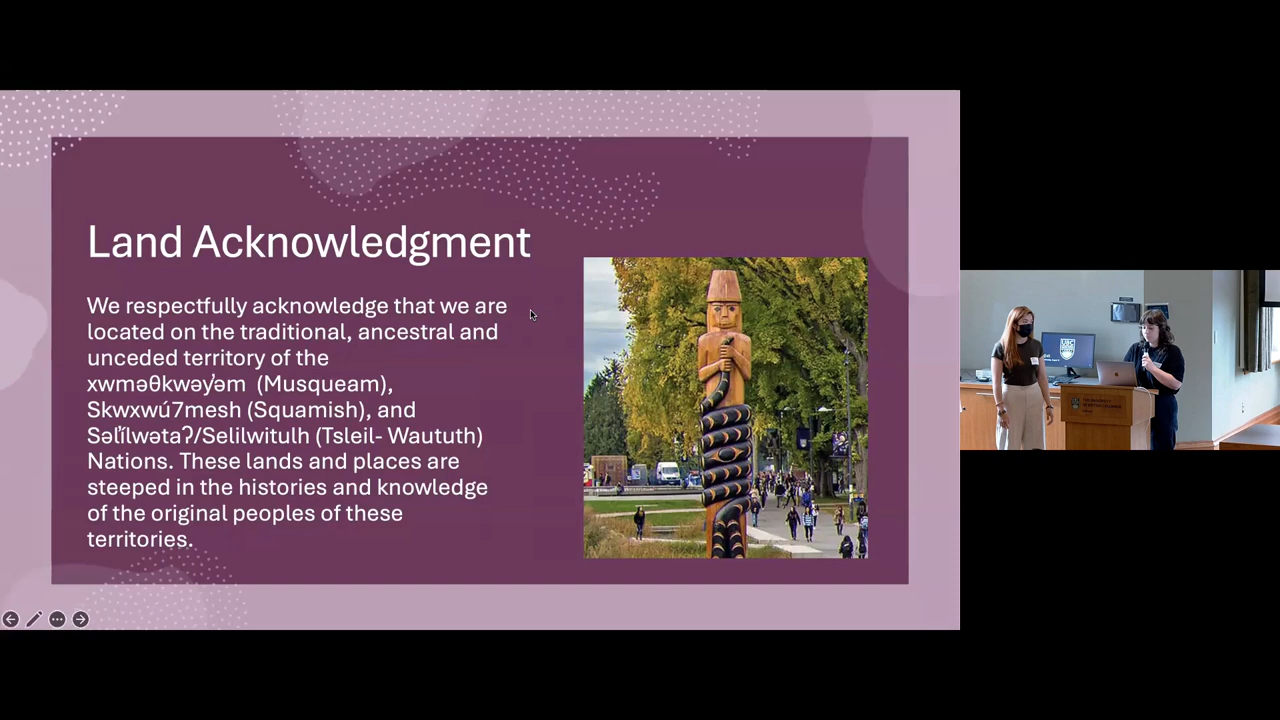 Land Acknowledgment
We respectfully acknowledge that we are
located on the traditional, ancestral and
unceded territory of the
xwməθkwəy̓əm (Musqueam),
Skwxwú7mesh (Squamish), and
Səl̓ílwətaʔ/Selilwitulh (Tsleil- Waututh)
Nations. These lands and places are
steeped in the histories and knowledge
of the original peoples of these
territories.
UBC